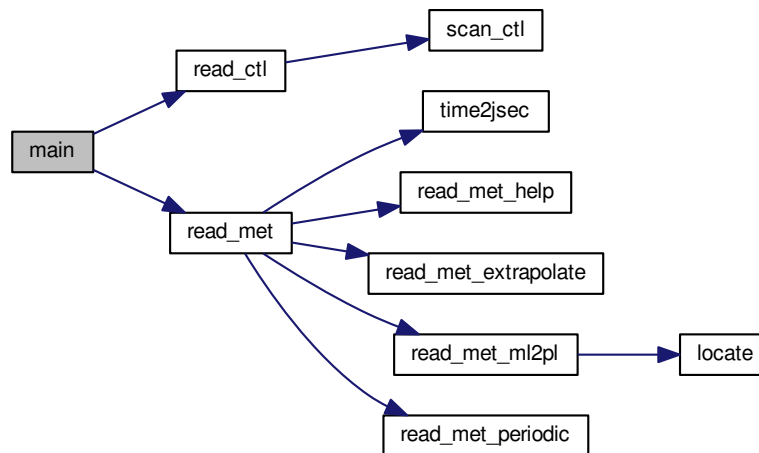 scan_ctl
read_ctl
time2jsec
main
read_met_help
read_met
read_met_extrapolate
read_met_ml2pl
locate
read_met_periodic